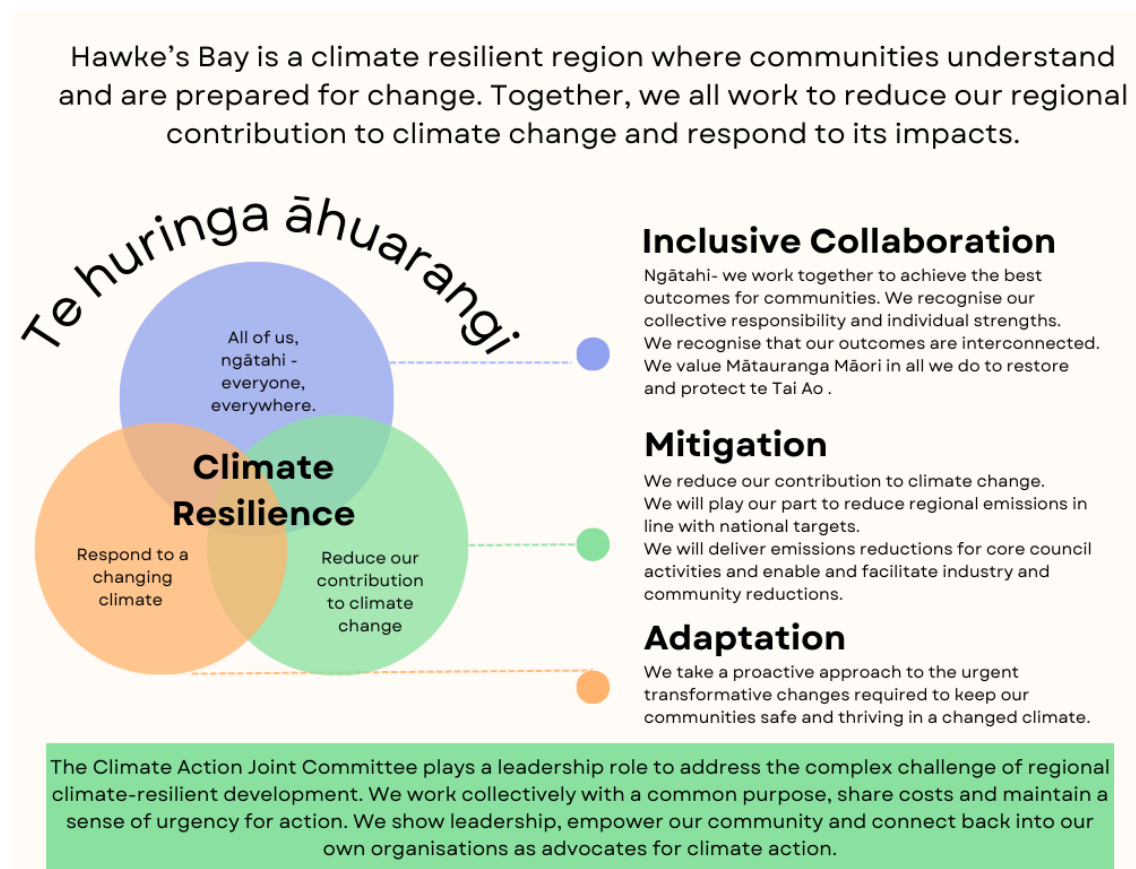 Hawke's Bay is a climate resilient region where communities understand
and are prepared for change. Together, we all work to reduce our regional
contribution to climate change and respond to its impacts.
Te huringa āhuarangi
All of us,
ngātahi -
everyone,
everywhere.
Climate
Resilience
Respond to a
changing
climate
Reduce our
contribution
to climate
change
Inclusive Collaboration
Ngātahi- we work together to achieve the best
outcomes for communities. We recognise our
collective responsibility and individual strengths.
We recognise that our outcomes are interconnected.
We value Mātauranga Māori in all we do to restore
and protect te Tai Ao .
Mitigation
We reduce our contribution to climate change.
We will play our part to reduce regional emissions in
line with national targets.
We will deliver emissions reductions for core council
activities and enable and facilitate industry and
community reductions.
Adaptation
We take a proactive approach to the urgent
transformative changes required to keep our
communities safe and thriving in a changed climate.
The Climate Action Joint Committee plays a leadership role to address the complex challenge of regional
climate-resilient development. We work collectively with a common purpose, share costs and maintain a
sense of urgency for action. We show leadership, empower our community and connect back into our
own organisations as advocates for climate action.